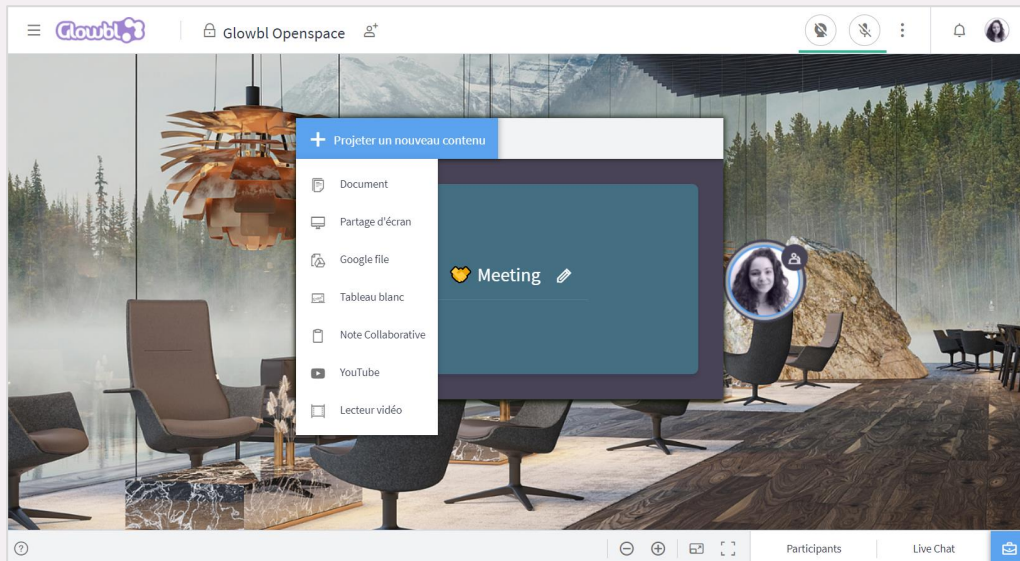 Glowbl
Glowbl Openspace
Projeter un nouveau contenu
Document
Partage d'écran
Google file
Tableau blanc
Note Collaborative
YouTube
Lecteur vidéo
Meeting
Participants
Live Chat